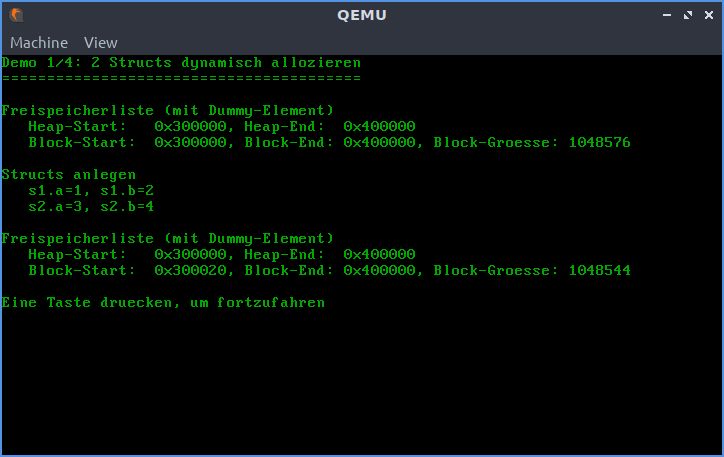 QEMU
Machine View
Demo 1/4: 2 Structs dynamisch allozieren
========================================
Freispeicherliste (mit Dummy-Element)
Heap-Start: 0x300000, Heap-End: 0x400000
Block-Start: 0x300000, Block-End: 0x400000, Block-Groesse: 1048576
Structs anlegen
s1.a=1, s1.b=2
s2.a=3, s2.b=4
Freispeicherliste (mit Dummy-Element)
Heap-Start: 0x300000, Heap-End: 0x400000
Block-Start: 0x300020, Block-End: 0x400000, Block-Groesse: 1048544
Eine Taste druecken, um fortzufahren